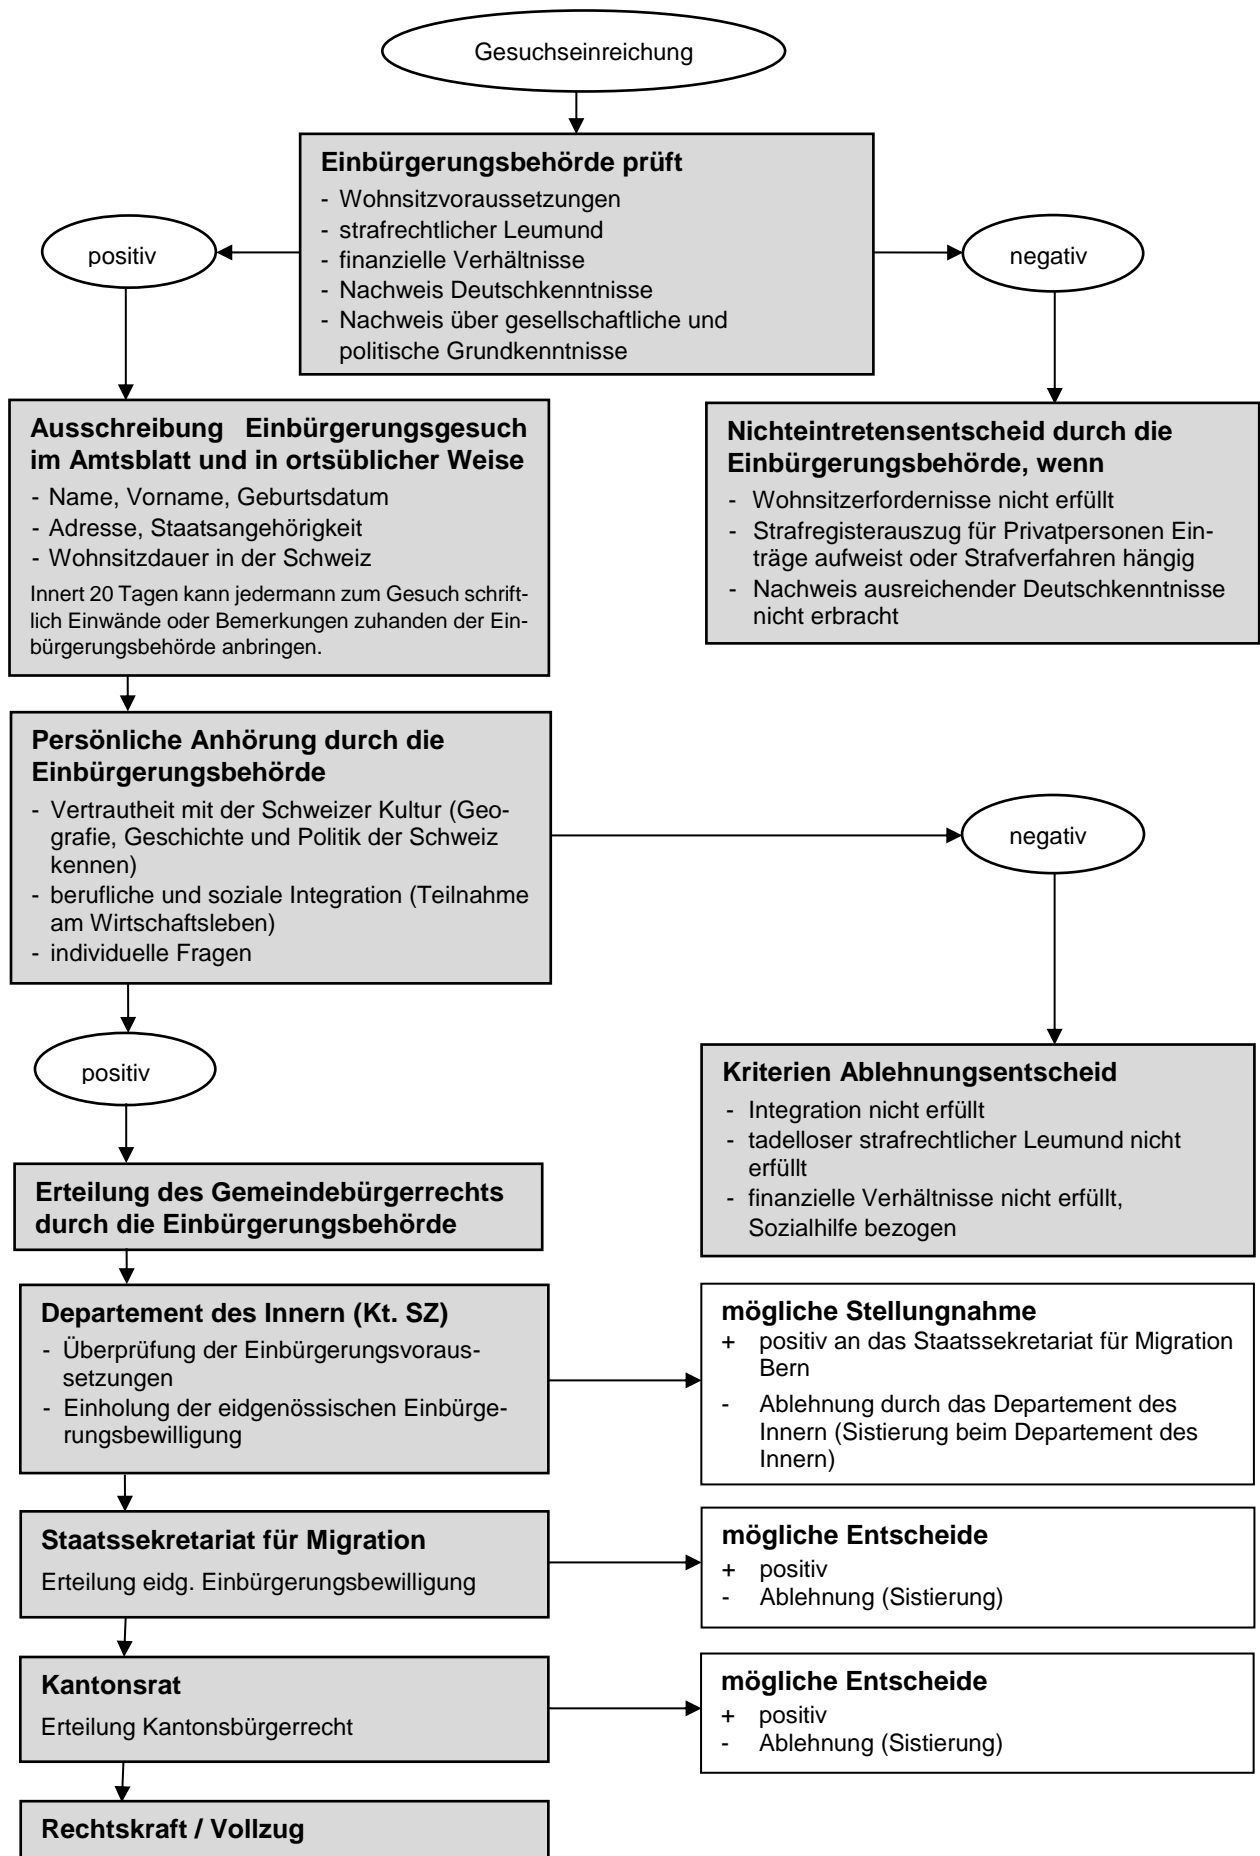 Gesuchseinreichung
Einbürgerungsbehörde prüft
- Wohnsitzvoraussetzungen
- strafrechtlicher Leumund
- finanzielle Verhältnisse
- Nachweis Deutschkenntnisse
- Nachweis über gesellschaftliche und
politische Grundkenntnisse
positiv
negativ
Ausschreibung Einbürgerungsgesuch
im Amtsblatt und in ortsüblicher Weise
- Name, Vorname, Geburtsdatum
- Adresse, Staatsangehörigkeit
- Wohnsitzdauer in der Schweiz
Innert 20 Tagen kann jedermann zum Gesuch schrift-
lich Einwände oder Bemerkungen zuhanden der Ein-
bürgerungsbehörde anbringen.
Nichteintretensentscheid durch die
Einbürgerungsbehörde, wenn
- Wohnsitzerfordernisse nicht erfüllt
- Strafregisterauszug für Privatpersonen Ein-
träge aufweist oder Strafverfahren hängig
- Nachweis ausreichender Deutschkenntnisse
nicht erbracht
Persönliche Anhörung durch die
Einbürgerungsbehörde
- Vertrautheit mit der Schweizer Kultur (Geo-
grafie, Geschichte und Politik der Schweiz
kennen)
- berufliche und soziale Integration (Teilnahme
am Wirtschaftsleben)
- individuelle Fragen
negativ
positiv
Kriterien Ablehnungsentscheid
- Integration nicht erfüllt
- tadelloser strafrechtlicher Leumund nicht
erfüllt
- finanzielle Verhältnisse nicht erfüllt,
Sozialhilfe bezogen
Erteilung des Gemeindebürgerrechts
durch die Einbürgerungsbehörde
Departement des Innern (Kt. SZ)
- Überprüfung der Einbürgerungsvoraus-
setzungen
- Einholung der eidgenössischen Einbürge-
rungsbewilligung
mögliche Stellungnahme
+ positiv an das Staatssekretariat für Migration
Bern
- Ablehnung durch das Departement des
Innern (Sistierung beim Departement des
Innern)
Staatssekretariat für Migration
Erteilung eidg. Einbürgerungsbewilligung
mögliche Entscheide
+ positiv
- Ablehnung (Sistierung)
Kantonsrat
Erteilung Kantonsbürgerrecht
mögliche Entscheide
+ positiv
- Ablehnung (Sistierung)
Rechtskraft / Vollzug